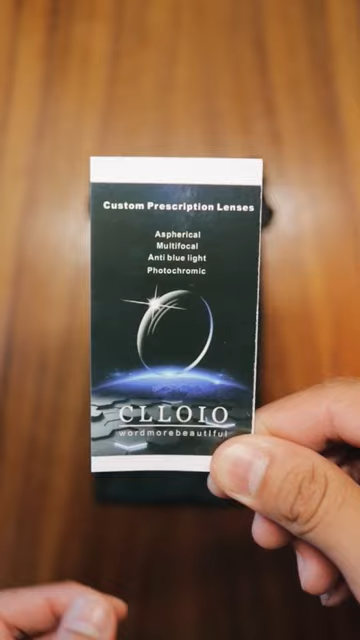 Custom Prescription Lenses
Aspherical
Multifocal
Anti blue light
Photochromic
CLLOIO
wordmorebeautiful